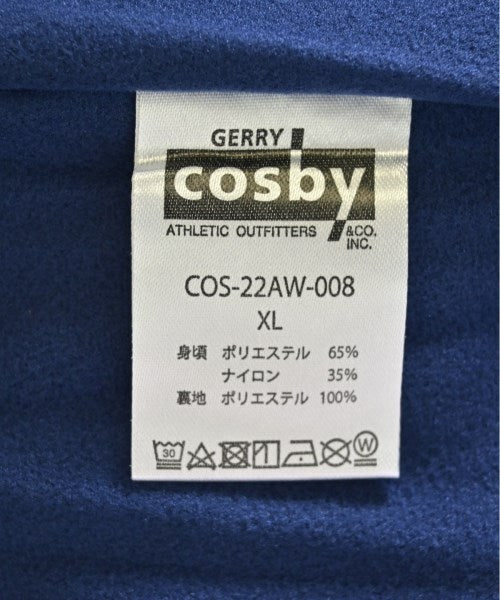 GERRY
cosby
ATHLETIC OUTFITTERS &CO. INC.
COS-22AW-008
XL
身頃 ポリエステル 65%
ナイロン 35%
裏地 ポリエステル 100%
30
W